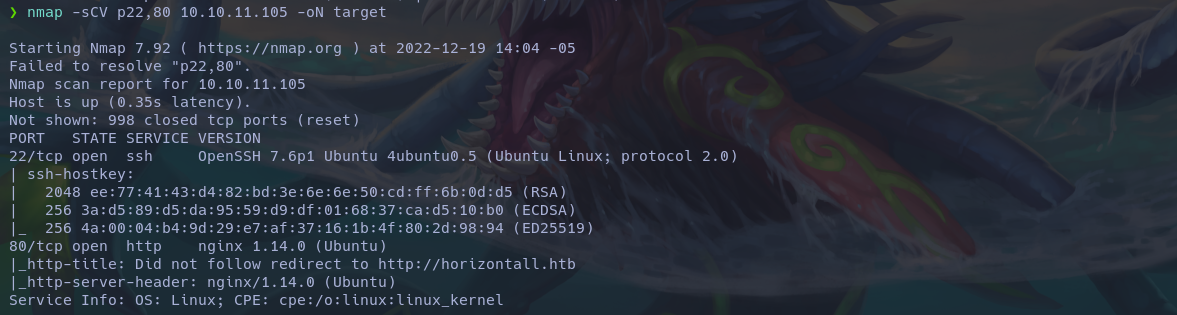 ❯ nmap -sCV p22,80 10.10.11.105 -oN target
Starting Nmap 7.92 ( https://nmap.org ) at 2022-12-19 14:04 -05
Failed to resolve "p22,80".
Nmap scan report for 10.10.11.105
Host is up (0.35s latency).
Not shown: 998 closed tcp ports (reset)
PORT   STATE SERVICE VERSION
22/tcp open  ssh     OpenSSH 7.6p1 Ubuntu 4ubuntu0.5 (Ubuntu Linux; protocol 2.0)
| ssh-hostkey:
|   2048 ee:77:41:43:d4:82:bd:3e:6e:6e:50:cd:ff:6b:0d:d5 (RSA)
|   256 3a:d5:89:d5:da:95:59:d9:df:01:68:37:ca:d5:10:b0 (ECDSA)
|_  256 4a:00:04:b4:9d:29:e7:af:37:16:1b:4f:80:2d:98:94 (ED25519)
80/tcp open  http    nginx 1.14.0 (Ubuntu)
|_http-title: Did not follow redirect to http://horizontall.htb
|_http-server-header: nginx/1.14.0 (Ubuntu)
Service Info: OS: Linux; CPE: cpe:/o:linux:linux_kernel